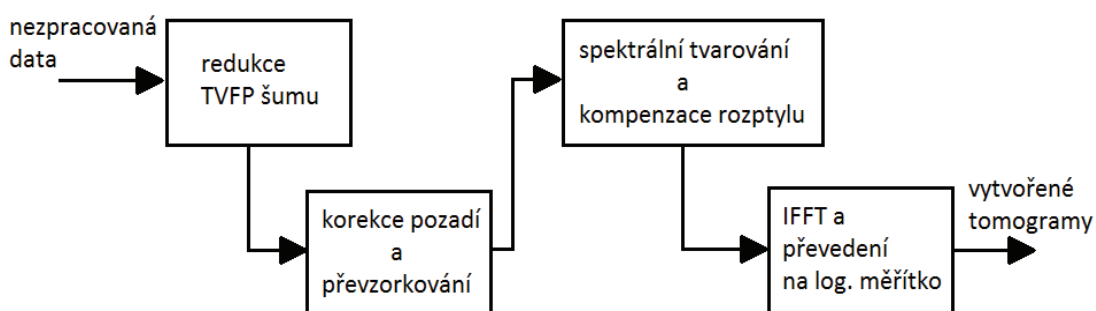 nezpracovaná
data
redukce
TVFP šumu
korekce pozadí
a
převzorkování
spektrální tvarování
a
kompenzace rozptylu
IFFT a
převedení
na log. měřítko
vytvořené
tomogramy